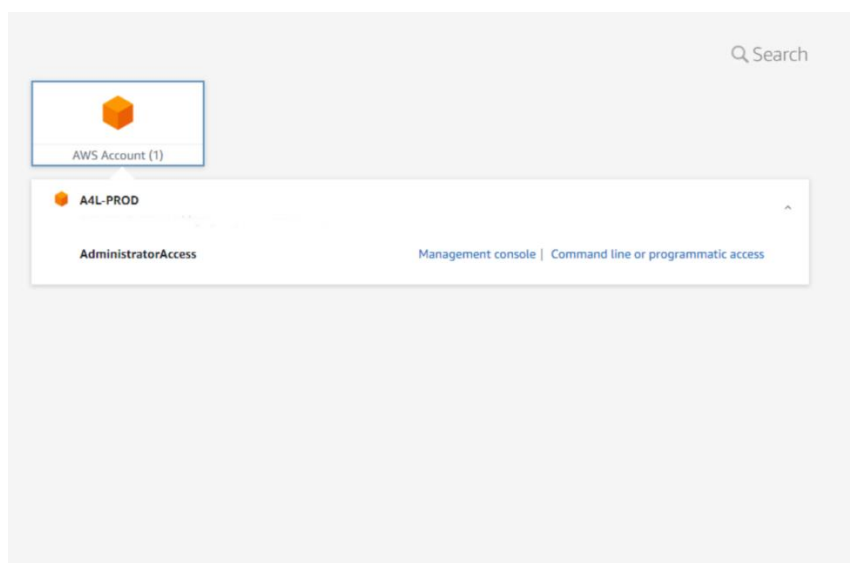 Search
AWS Account (1)
A4L-PROD
AdministratorAccess
Management console | Command line or programmatic access